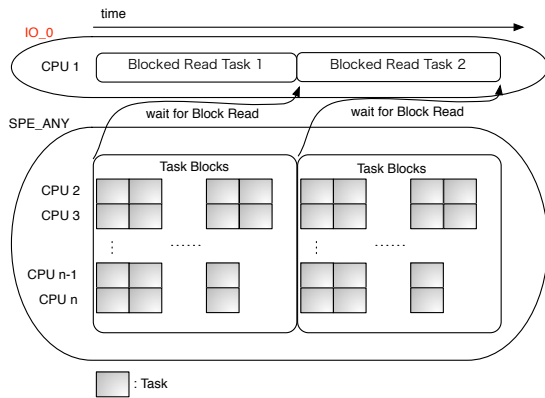 time
IO_0
CPU 1
Blocked Read Task 1
Blocked Read Task 2
wait for Block Read
wait for Block Read
SPE_ANY
Task Blocks
Task Blocks
CPU 2
CPU 3
......
......
CPU n-1
CPU n
: Task